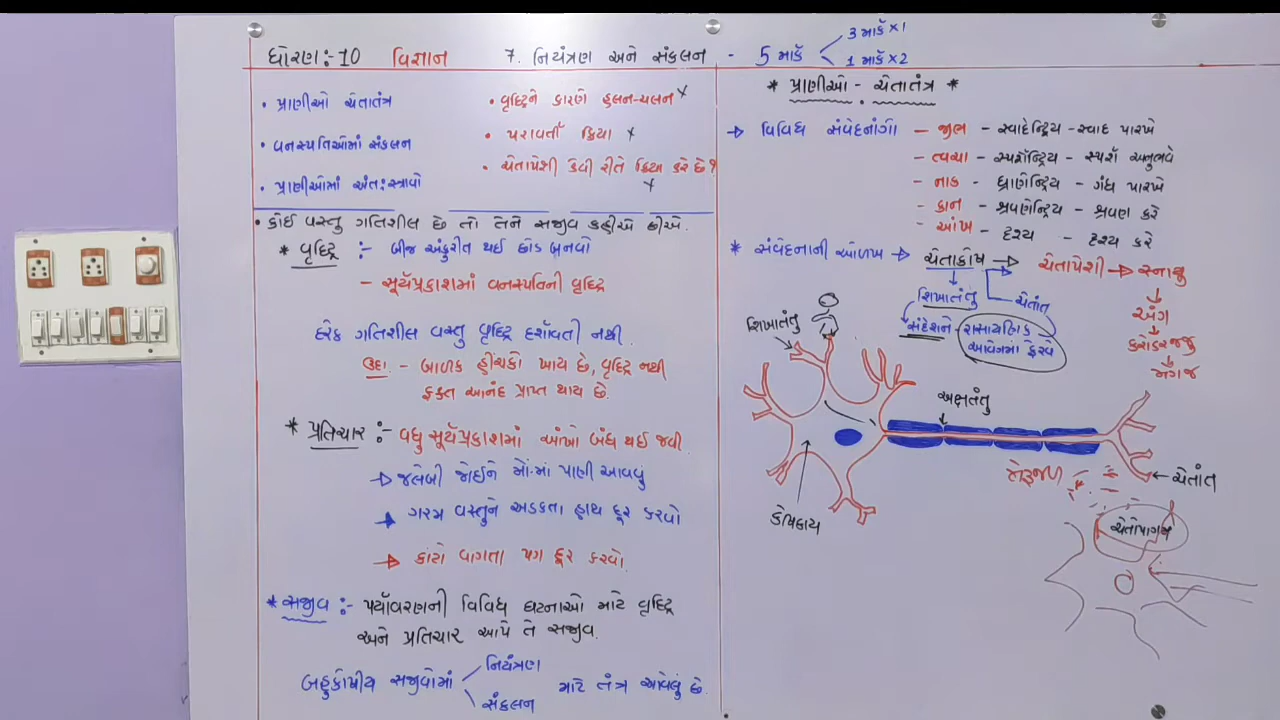 ધોરણ:-10 વિજ્ઞાન 7. નિયંત્રણ અને સંકલન - 5 માર્ક
3 માર્ક × 1
1 માર્ક × 2
• પ્રાણીઓ ચેતાતંત્ર
• વનસ્પતિઓમાં સંકલન
• પ્રાણીઓમાં અંત:સ્ત્રાવો
• વૃદ્ધિને કારણે હલન-ચલન ×
• પરાવર્તી ક્રિયા ×
• ચેતાપેશી કેવી રીતે ક્રિયા કરે છે? ×
• કોઈ વસ્તુ ગતિશીલ છે તો તેને સજીવ કહીએ છીએ.
* વૃદ્ધિ :- બીજ અંકુરીત થઈ છોડ બનવો
- સૂર્યપ્રકાશમાં વનસ્પતિની વૃદ્ધિ
દરેક ગતિશીલ વસ્તુ વૃદ્ધિ દર્શાવતી નથી.
ઉદા. - બાળક હીંચકો ખાય છે, વૃદ્ધિ નથી
ફક્ત આનંદ પ્રાપ્ત થાય છે.
* પ્રતિચાર :- વધુ સૂર્યપ્રકાશમાં આંખો બંધ થઈ જવી.
→ જલેબી જોઈને મોં-માં પાણી આવવું
→ ગરમ વસ્તુને અડકતા હાથ દૂર કરવો
→ કાંટો વાગતા પગ દૂર કરવો.
* સજીવ :- પર્યાવરણની વિવિધ ઘટનાઓ માટે વૃદ્ધિ
અને પ્રતિચાર આપે તે સજીવ.
બહુકોષીય સજીવોમાં નિયંત્રણ સંકલન માટે તંત્ર આવેલું છે.
* પ્રાણીઓ - ચેતાતંત્ર *
→ વિવિધ સંવેદનાંગો - જીભ - સ્વાદેન્દ્રિય - સ્વાદ પારખે
- ત્વચા - સ્પર્શેન્દ્રિય - સ્પર્શ અનુભવે
- નાક - ઘ્રાણેન્દ્રિય - ગંધ પારખે
- કાન - શ્રવણેન્દ્રિય - શ્રવણ કરે
- આંખ - દૃશ્ય - દૃશ્ય કરે
* સંવેદનાની ઓળખ → ચેતાકોષ → ચેતાપેશી → સ્નાયુ
શિખાતંતુ ચેતાંત
↓ અંગ
સંદેશાને - રાસાયણિક
આવેગમાં ફેરવે
↓ કરોડરજ્જુ
↓ મગજ
શિખાતંતુ
અક્ષતંતુ
ચેતાંત
કોષકાય
ચેતોપાગમ